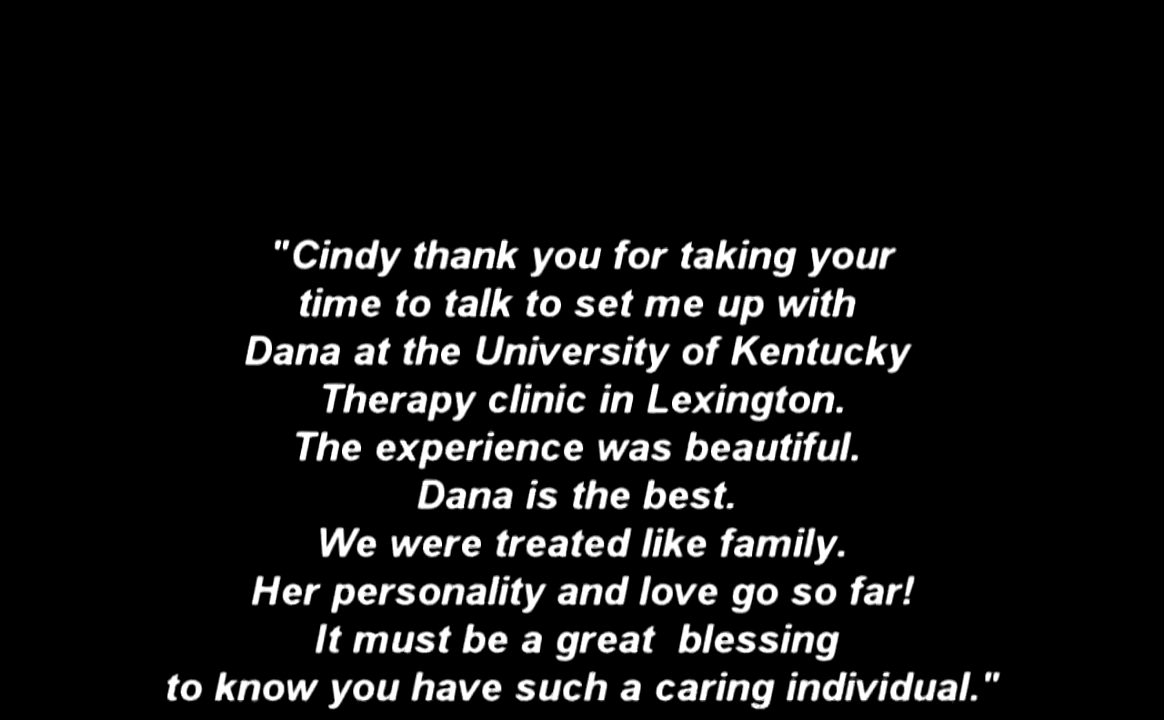 "Cindy thank you for taking your
time to talk to set me up with
Dana at the University of Kentucky
Therapy clinic in Lexington.
The experience was beautiful.
Dana is the best.
We were treated like family.
Her personality and love go so far!
It must be a great  blessing
to know you have such a caring individual."